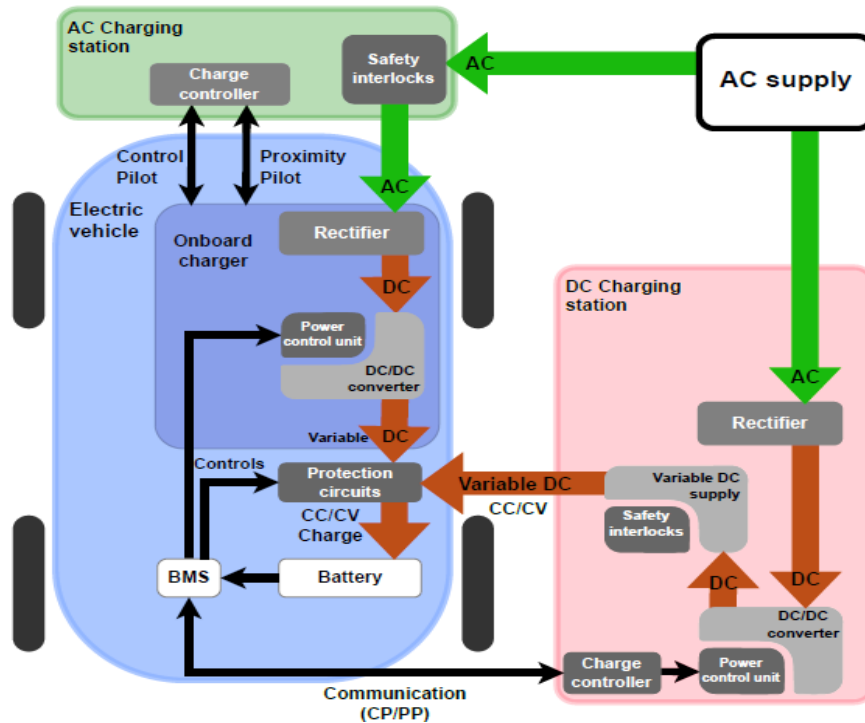 AC Charging
station
Charge
controller
Safety
interlocks
AC
AC supply
Control
Pilot
Proximity
Pilot
AC
Electric
vehicle
Onboard
charger
Rectifier
DC
Power
control unit
DC/DC
converter
Variable
DC
Controls
Protection
circuits
CC/CV
Charge
BMS
Battery
DC Charging
station
AC
Rectifier
Variable DC
CC/CV
Variable DC
supply
Safety
interlocks
DC
DC
DC/DC
converter
Charge
controller
Power
control unit
Communication
(CP/PP)